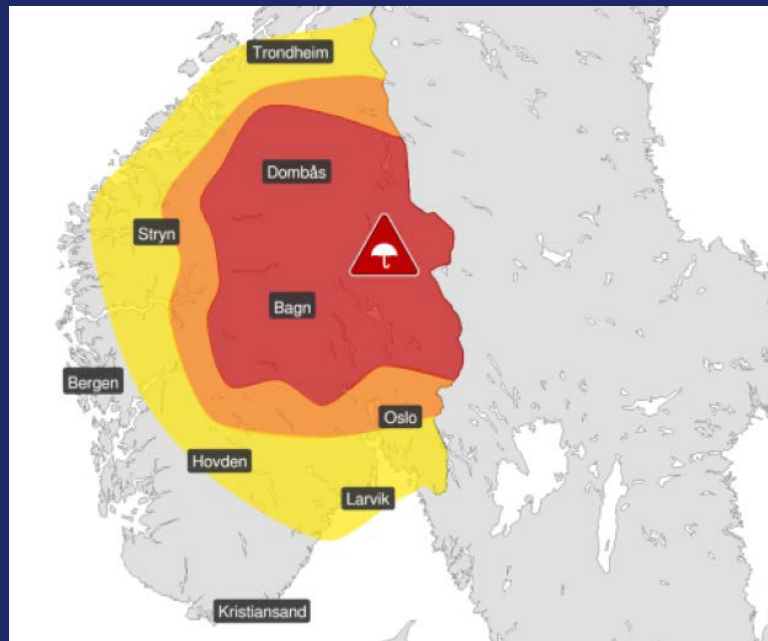 Trondheim
Dombås
Stryn
Bagn
Bergen
Oslo
Hovden
Larvik
Kristiansand